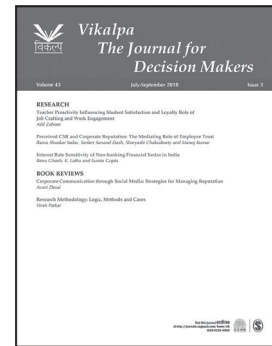 विकल्प
Vikalpa
The Journal for
Decision Makers
Volume 43
July-September 2018
Issue 3
RESEARCH
Teacher Proactivity Influencing Student Satisfaction and Loyalty Role of
Job Crafting and Work Engagement
Adil Zahoor
Perceived CSR and Corporate Reputation: The Mediating Role of Employee Trust
Rama Shankar Yadav, Sanket Sunand Dash, Shreyashi Chakraborty and Manoj Kumar
Interest Rate Sensitivity of Non-banking Financial Sector in India
Renu Ghosh, K. Latha and Sunita Gupta
BOOK REVIEWS
Corporate Communication through Social Media: Strategies for Managing Reputation
Avani Desai
Research Methodology: Logic, Methods and Cases
Vivek Patkar